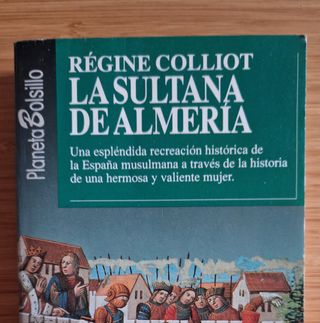 Planeta Bolsillo
RÉGINE COLLIOT
LA SULTANA
DE ALMERÍA
Una espléndida recreación histórica de
la España musulmana a través de la historia
de una hermosa y valiente mujer.